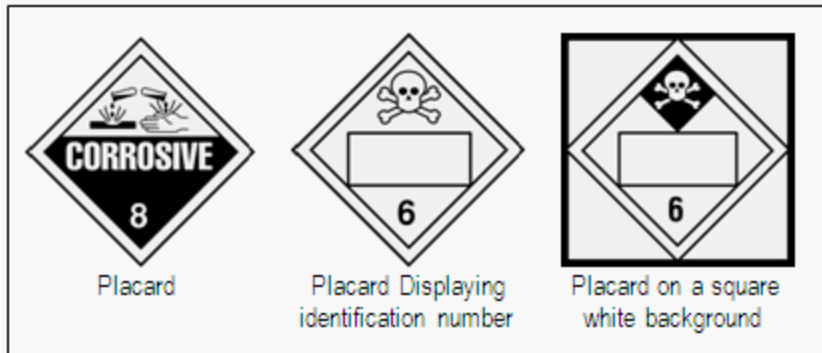 CORROSIVE
8
6
6
Placard
Placard Displaying
identification number
Placard on a square
white background